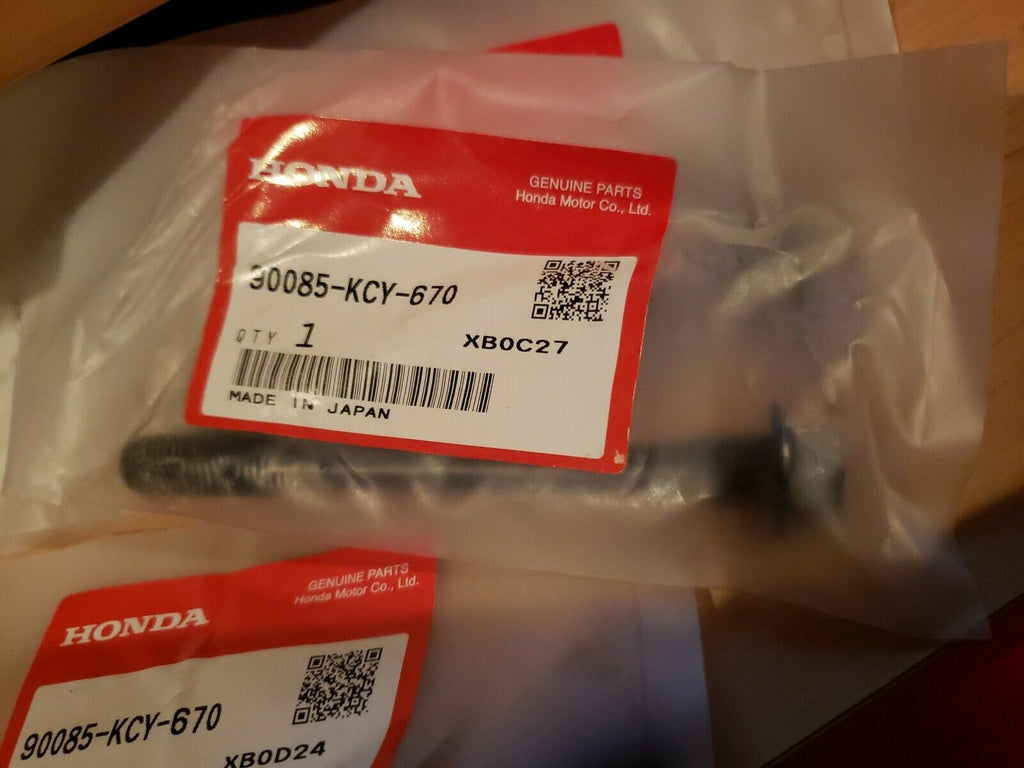 HONDA
GENUINE PARTS
Honda Motor Co., Ltd.
90085-KCY-670
QTY 1
XB0C27
MADE IN JAPAN
HONDA
GENUINE PARTS
Honda Motor Co., Ltd.
90085-KCY-670
XB0D24